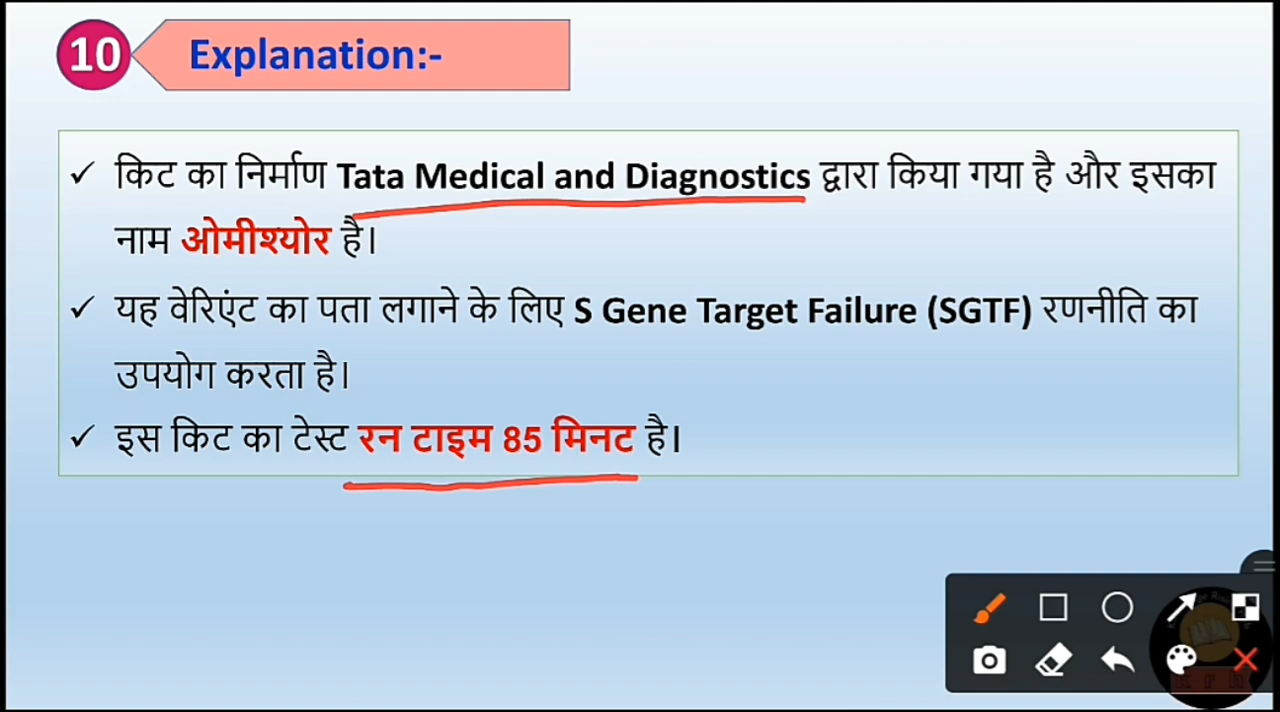 10 Explanation:-
✓ किट का निर्माण Tata Medical and Diagnostics द्वारा किया गया है और इसका
नाम ओमीश्योर है।
✓ यह वेरिएंट का पता लगाने के लिए S Gene Target Failure (SGTF) रणनीति का
उपयोग करता है।
✓ इस किट का टेस्ट रन टाइम 85 मिनट है।